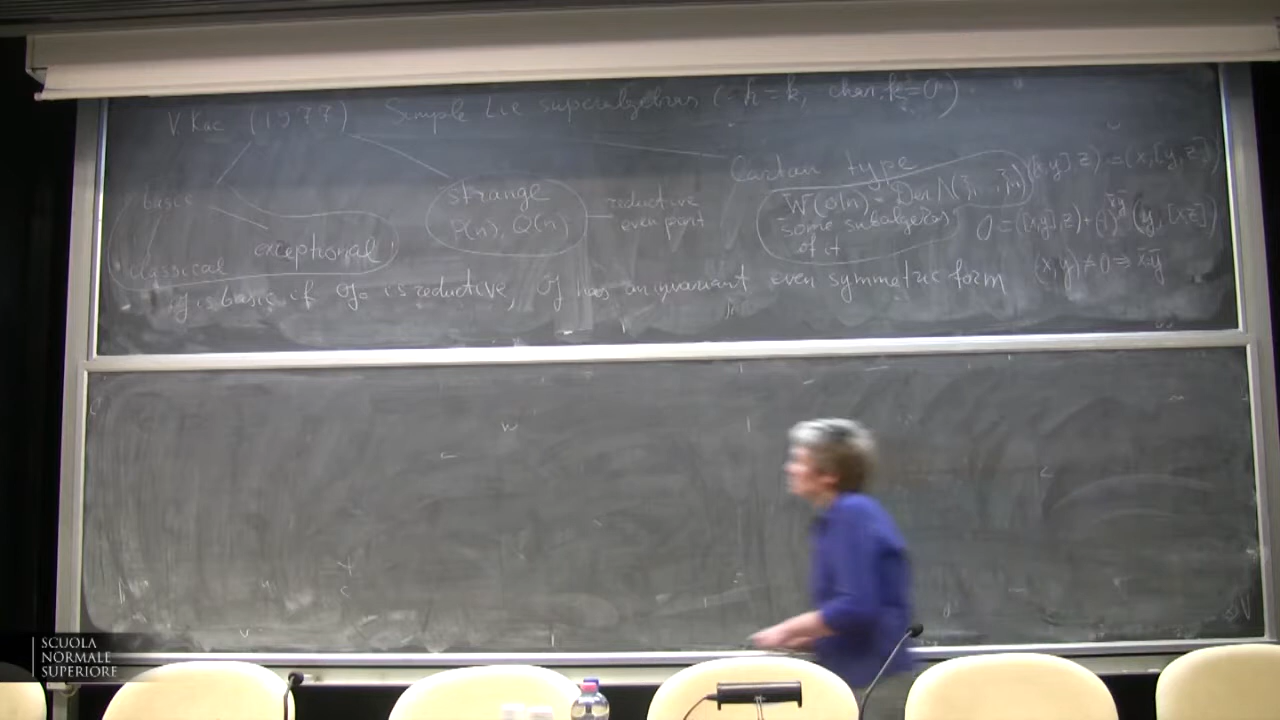 V. Kac (1977) Simple Lie superalgebras (k̄ = k, char k = 0)
Cartan type
basic
strange
P(n), Q(n)
reductive
even part
W(0|n) = Der Λ(ξ₁, ..., ξₙ)
some subalgebras
of it
([x,y], z) = (x, [y,z])
classical
exceptional
(x,y) ≠ 0 ⇒ x̄ = ȳ
g is basic if g₀ is reductive, g has an invariant even symmetric form
SCUOLA
NORMALE
SUPERIORE